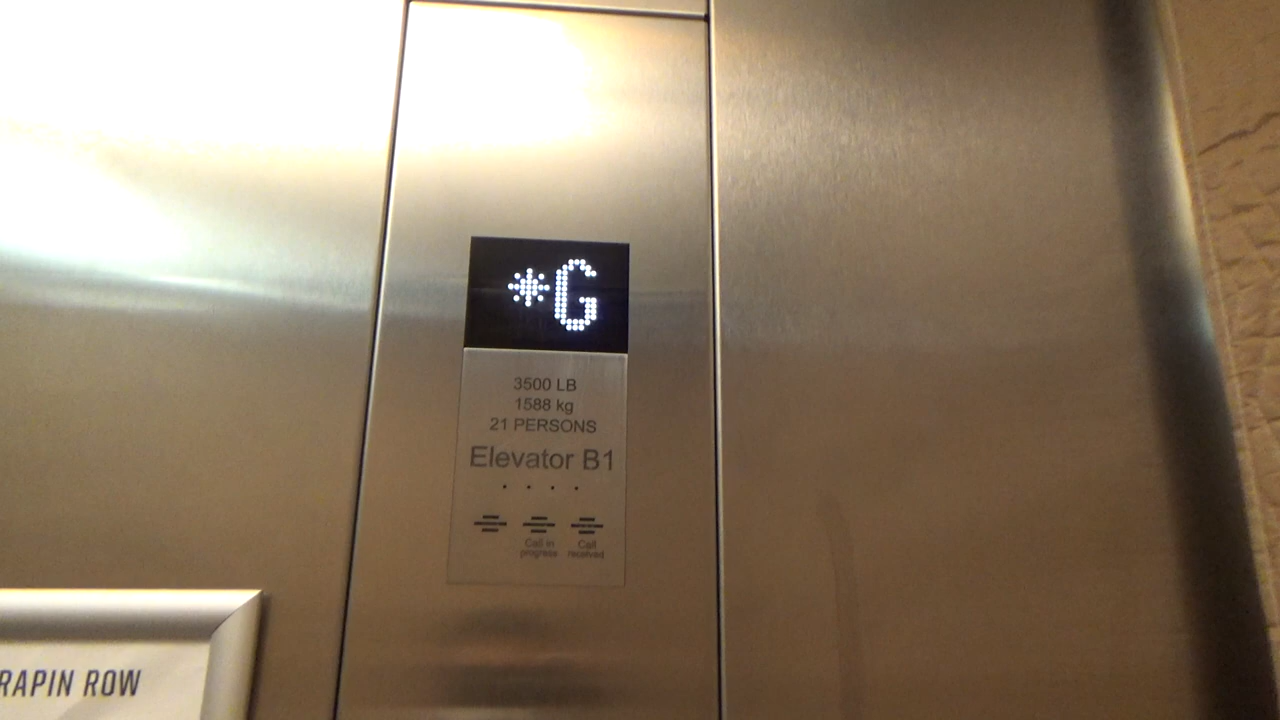 *G
3500 LB
1588 kg
21 PERSONS
Elevator B1
Call in
progress
Call
received
RAPIN ROW